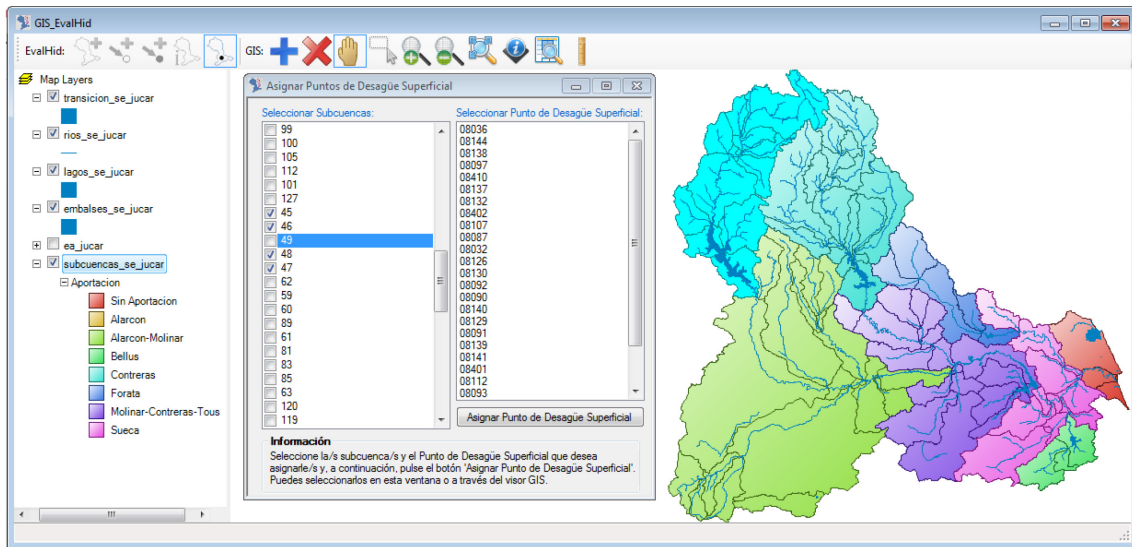 GIS_EvalHid
EvalHid:
GIS:
Map Layers
transicion_se_jucar
rios_se_jucar
lagos_se_jucar
embalses_se_jucar
ea_jucar
subcuencas_se_jucar
Aportacion
Sin Aportacion
Alarcon
Alarcon-Molinar
Bellus
Contreras
Forata
Molinar-Contreras-Tous
Sueca
Asignar Puntos de Desagüe Superficial
Seleccionar Subcuencas:
99
100
105
112
101
127
45
46
49
48
47
62
59
60
89
61
81
83
85
63
120
119
Seleccionar Punto de Desagüe Superficial:
08036
08144
08138
08097
08410
08137
08132
08402
08107
08087
08032
08126
08130
08092
08090
08140
08129
08091
08139
08141
08401
08112
08093
Asignar Punto de Desagüe Superficial
Información
Seleccione la/s subcuenca/s y el Punto de Desagüe Superficial que desea
asignarle/s y, a continuación, pulse el botón 'Asignar Punto de Desagüe Superficial'.
Puedes seleccionarlos en esta ventana o a través del visor GIS.